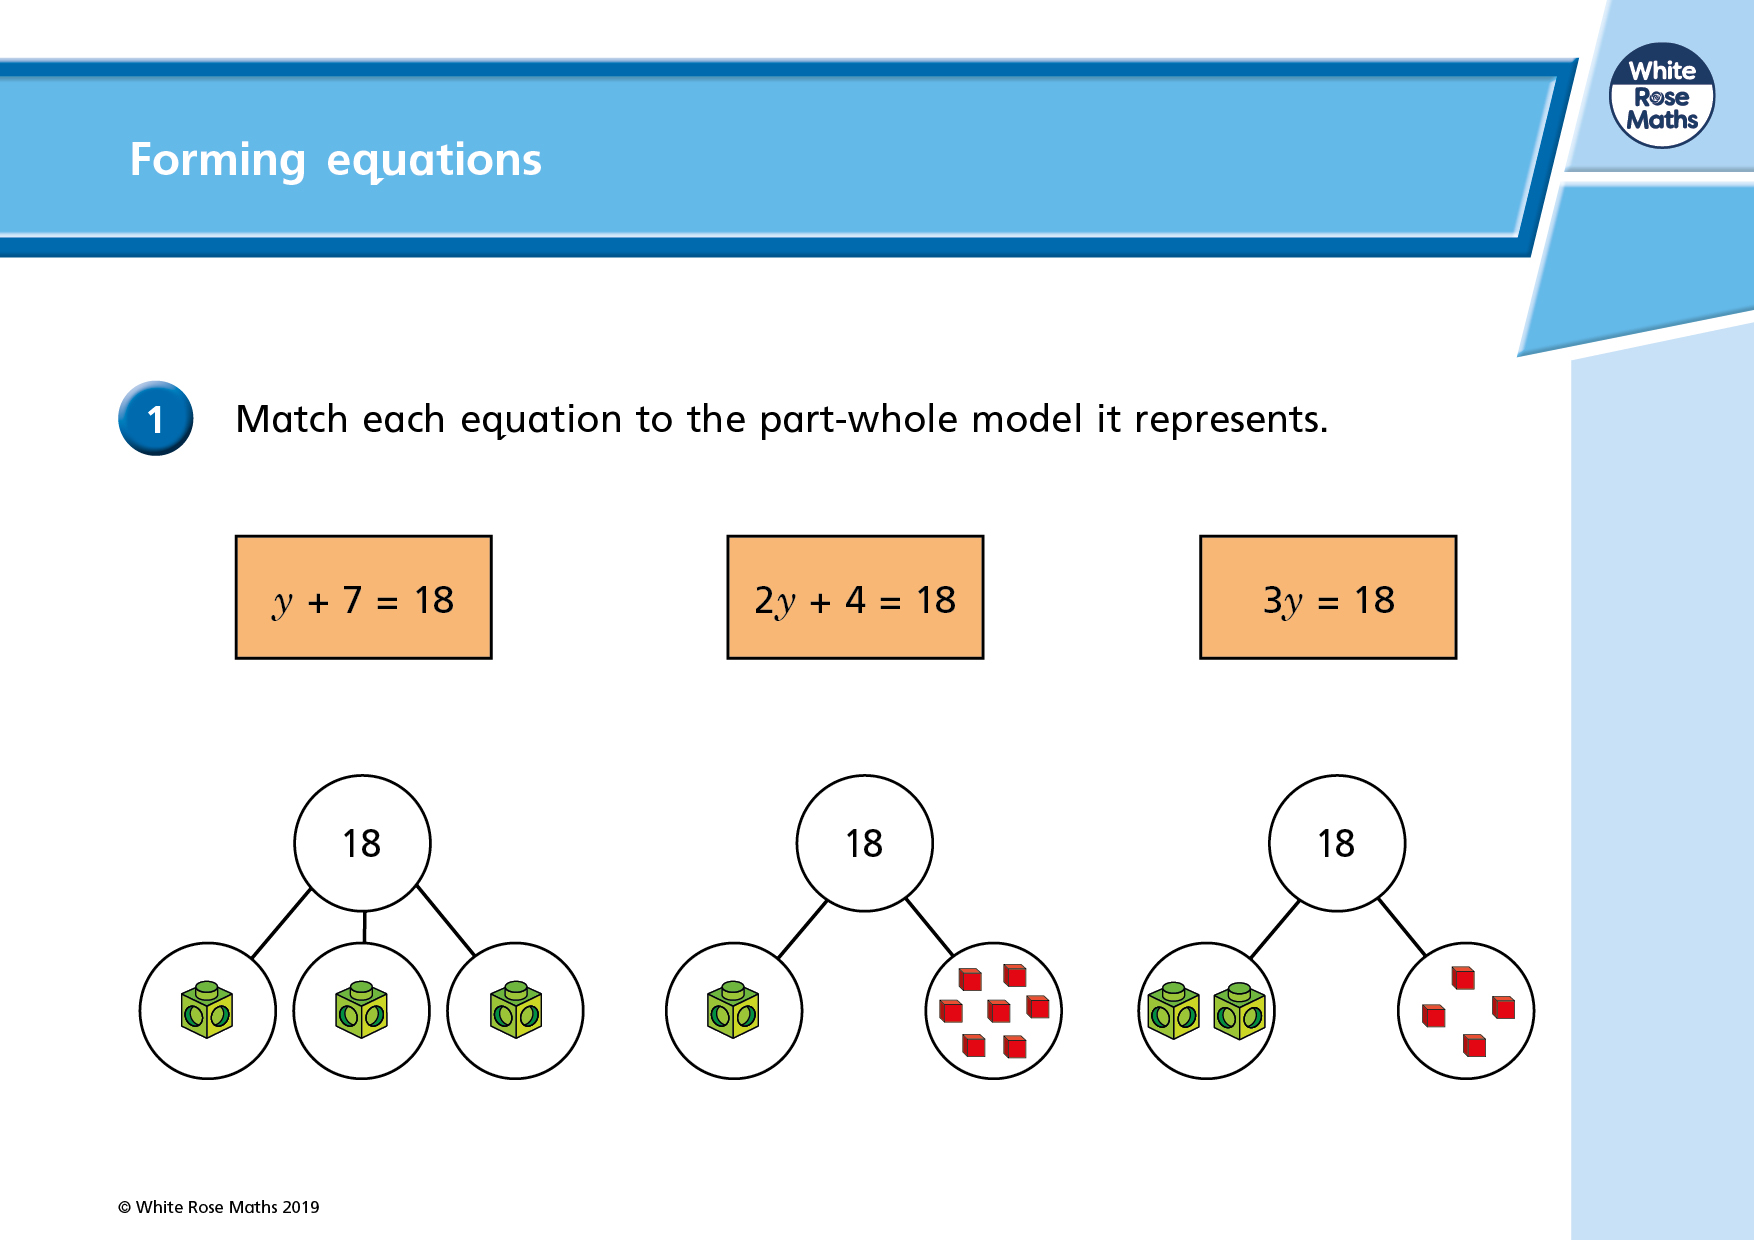 White
Rose
Maths
Forming equations
1 Match each equation to the part-whole model it represents.
y + 7 = 18 2y + 4 = 18 3y = 18
18 18 18
© White Rose Maths 2019